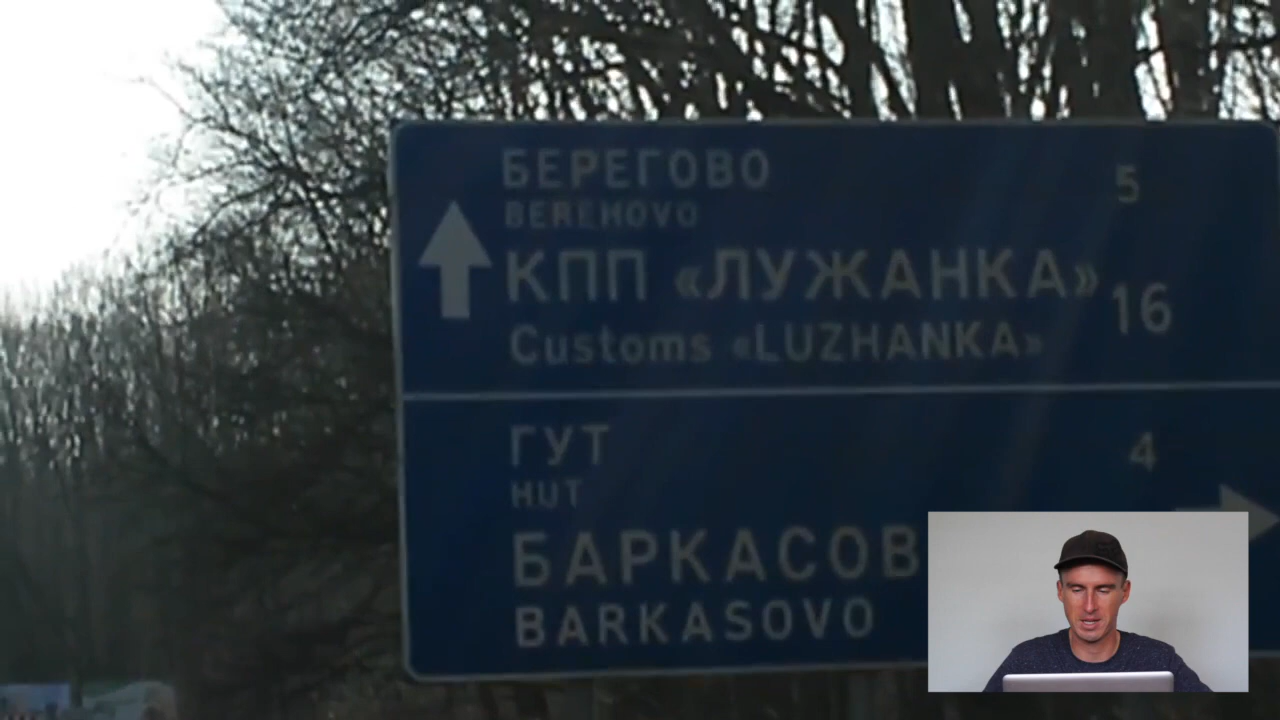 БЕРЕГОВО 5
BEREHOVO
КПП «ЛУЖАНКА» 16
Customs «LUZHANKA»
ГУТ 4
HUT
БАРКАСОВ
BARKASOVO